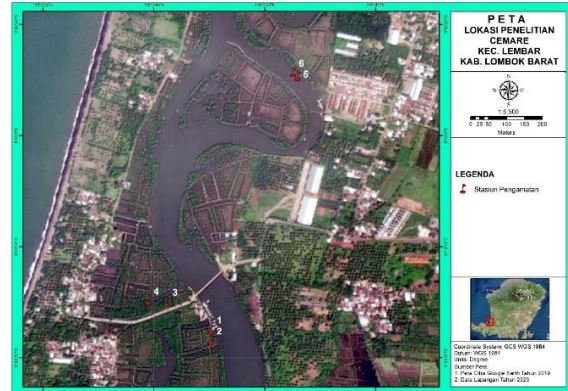 PETA
LOKASI PENELITIAN
CEMARE
KEC. LEMBAR
KAB. LOMBOK BARAT
N
1:5.500
0 25 50 100 150 200
Meters
LEGENDA
Stasiun Pengamatan
6
5
4 3
1
2
Coordinate System: GCS WGS 1984
Datum: WGS 1984
Units: Degree
Sumber Peta:
1. Peta Citra Google Earth Tahun 2019
2. Data Lapangan Tahun 2020